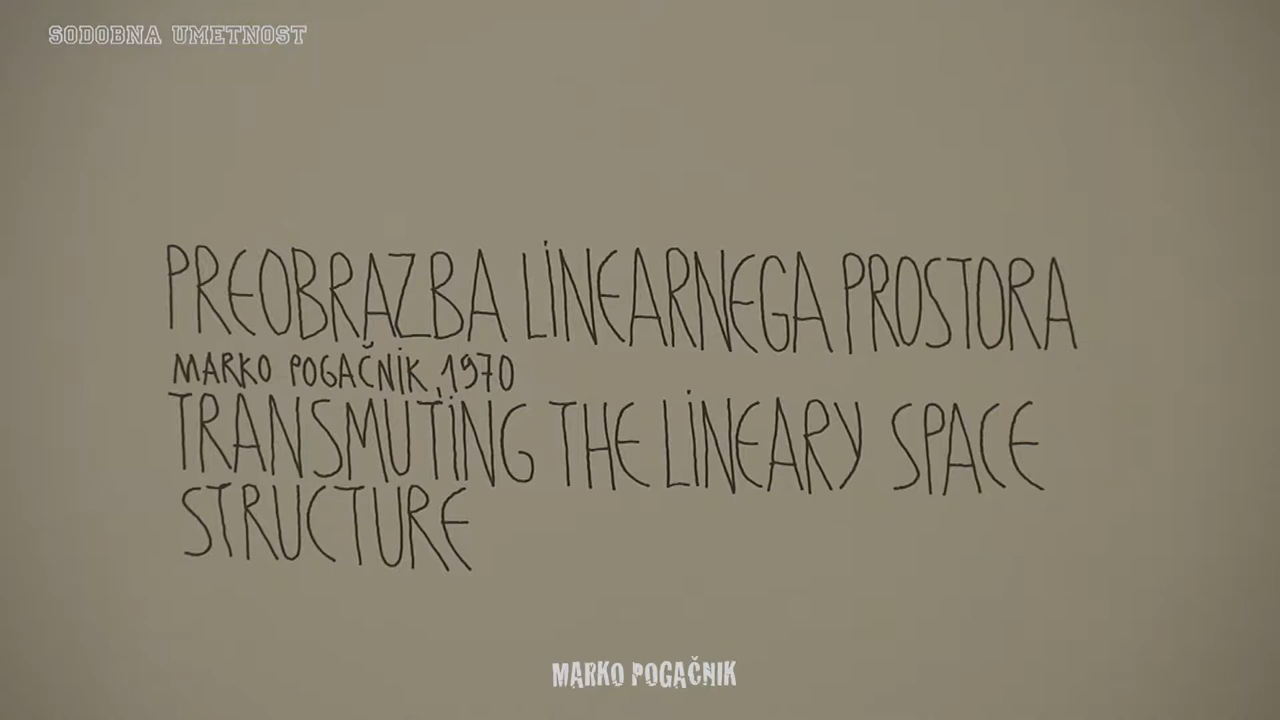 SODOBNA UMETNOST
PREOBRAZBA LINEARNEGA PROSTORA
MARKO POGAČNIK, 1970
TRANSMUTING THE LINEARY SPACE
STRUCTURE
MARKO POGAČNIK